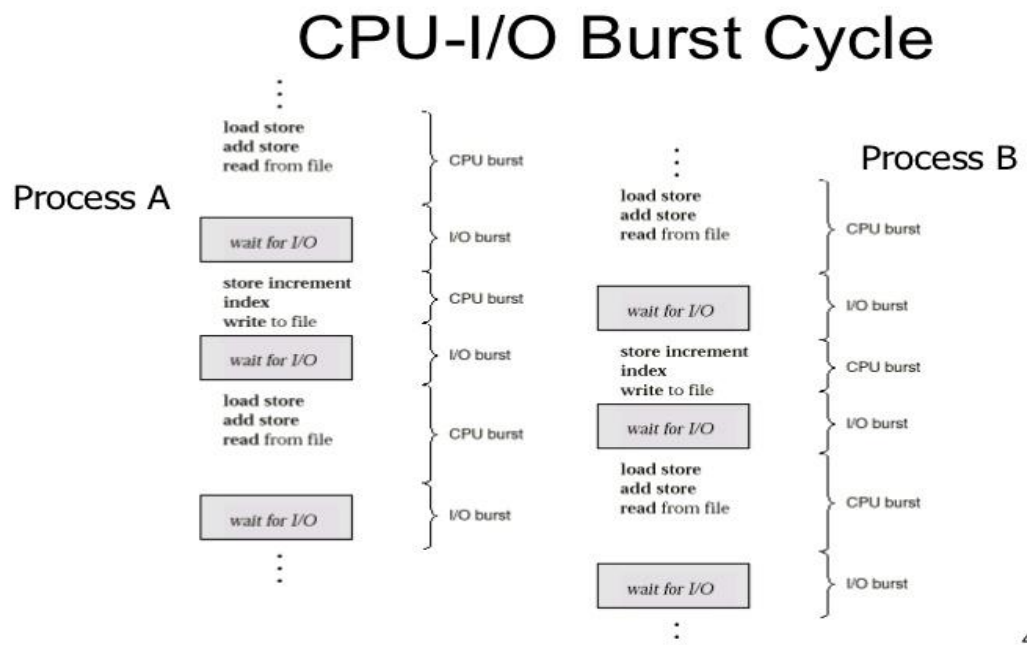 CPU-I/O Burst Cycle
Process A
load store
add store
read from file
CPU burst
wait for I/O
I/O burst
store increment
index
write to file
CPU burst
wait for I/O
I/O burst
load store
add store
read from file
CPU burst
wait for I/O
I/O burst
Process B
load store
add store
read from file
CPU burst
wait for I/O
I/O burst
store increment
index
write to file
CPU burst
wait for I/O
I/O burst
load store
add store
read from file
CPU burst
wait for I/O
I/O burst